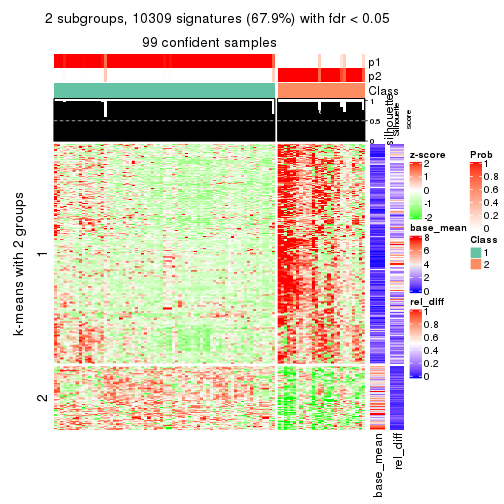 2 subgroups, 10309 signatures (67.9%) with fdr < 0.05
99 confident samples
p1
p2
Class
1
0.5
0
silhouette
Silhouette
score
k-means with 2 groups
1
2
z-score
2
1
0
-1
-2
base_mean
8
6
4
2
0
rel_diff
1
0.8
0.6
0.4
0.2
0
Prob
1
0.8
0.6
0.4
0.2
0
Class
1
2
base_mean
rel_diff